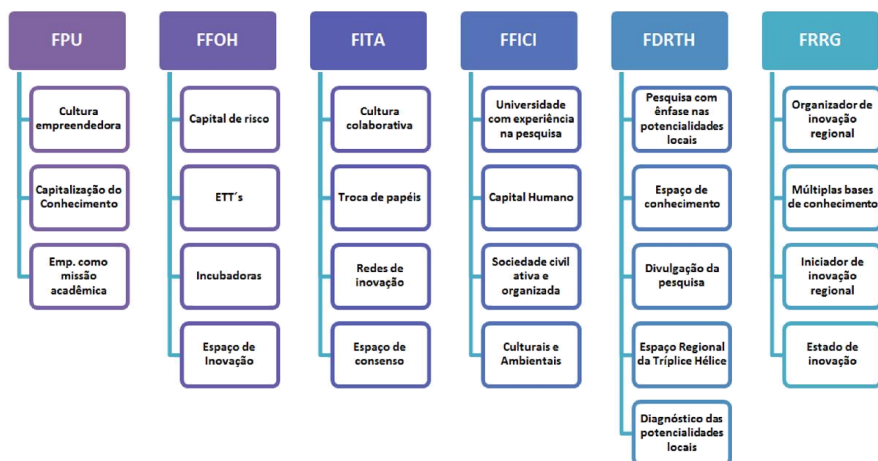 FPU
Cultura
empreendedora
Capitalização do
Conhecimento
Emp. como
missão
acadêmica
FFOH
Capital de risco
ETT´s
Incubadoras
Espaço de
Inovação
FITA
Cultura
colaborativa
Troca de papéis
Redes de
inovação
Espaço de
consenso
FFICI
Universidade
com experiência
na pesquisa
Capital Humano
Sociedade civil
ativa e
organizada
Culturais e
Ambientais
FDRTH
Pesquisa com
ênfase nas
potencialidades
locais
Espaço de
conhecimento
Divulgação da
pesquisa
Espaço Regional
da Tríplice Hélice
Diagnóstico das
potencialidades
locais
FRRG
Organizador de
inovação
regional
Múltiplas bases
de conhecimento
Iniciador de
inovação
regional
Estado de
inovação